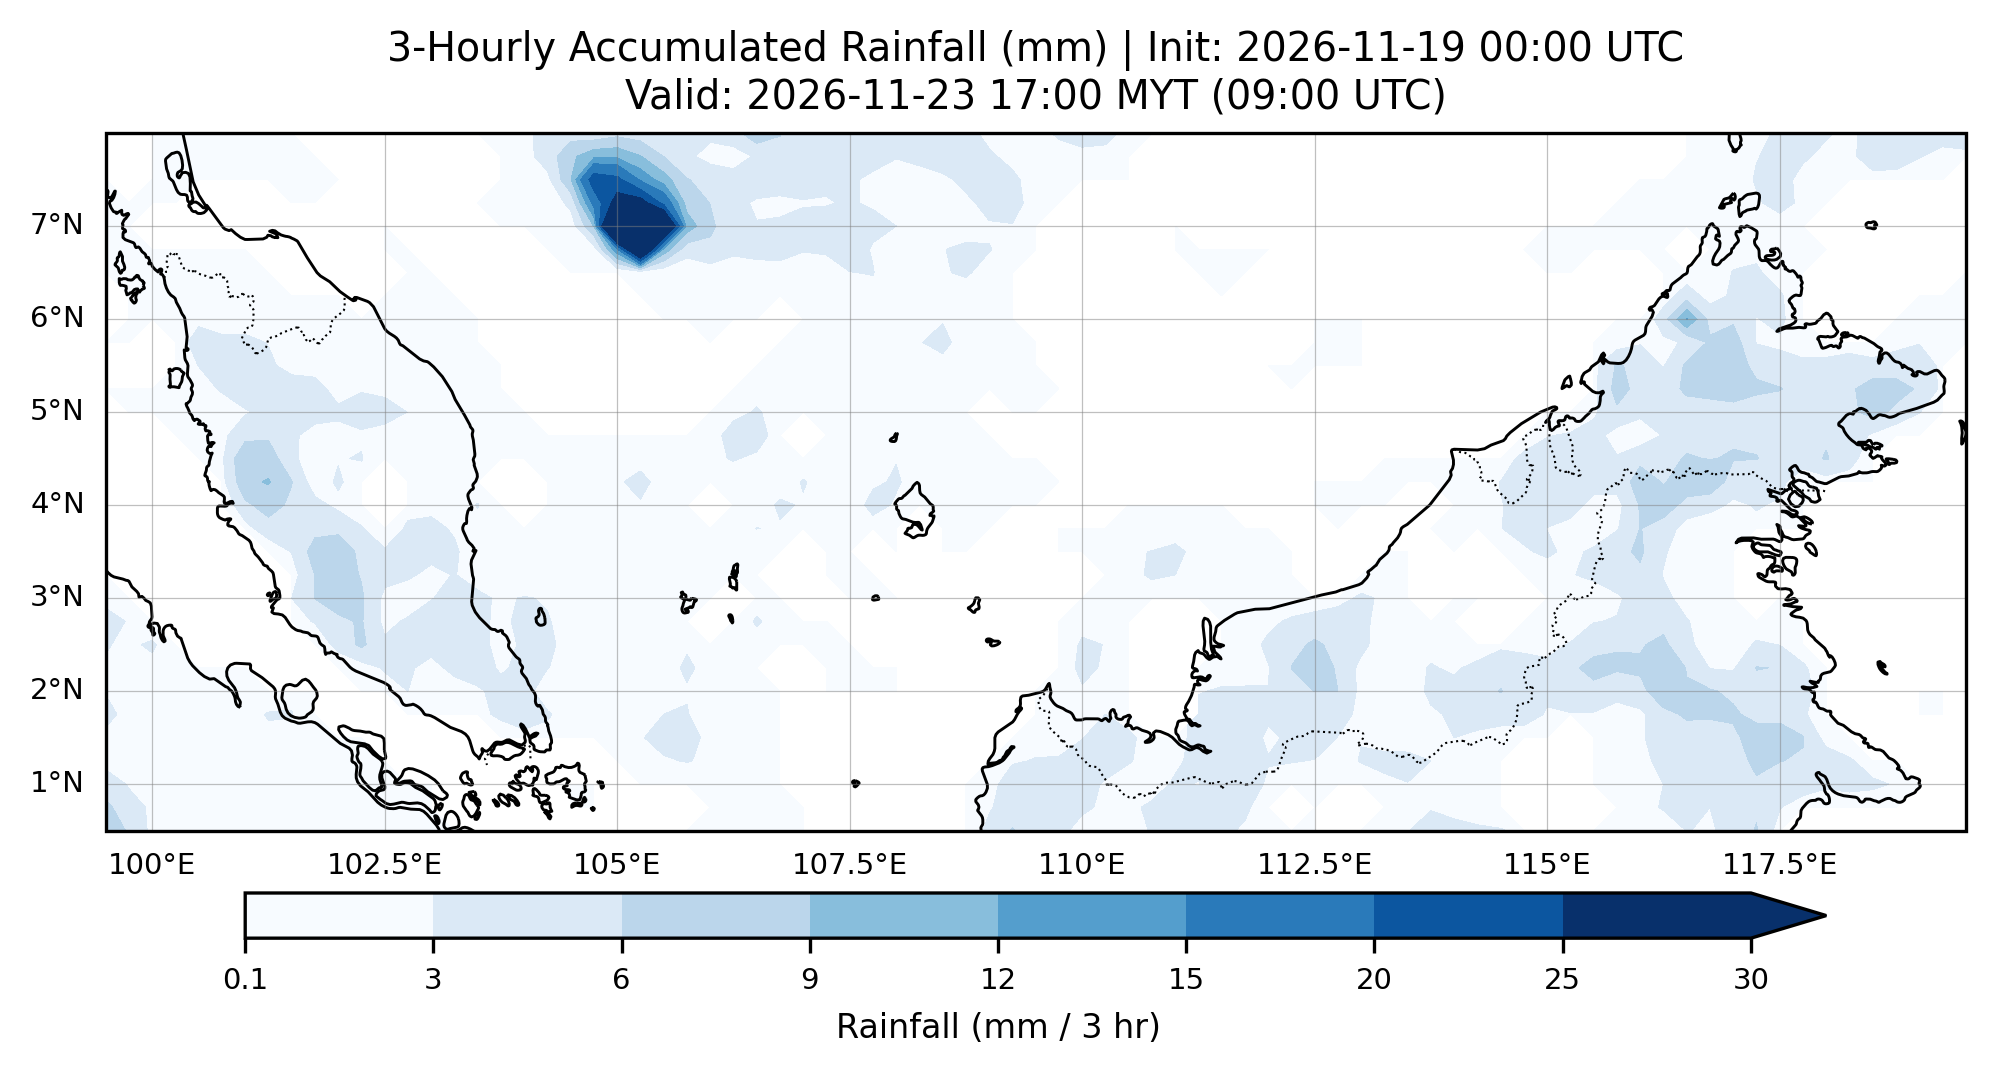 3-Hourly Accumulated Rainfall (mm) | Init: 2026-11-19 00:00 UTC
Valid: 2026-11-23 17:00 MYT (09:00 UTC)
7°N
6°N
5°N
4°N
3°N
2°N
1°N
100°E 102.5°E 105°E 107.5°E 110°E 112.5°E 115°E 117.5°E
0.1 3 6 9 12 15 20 25 30
Rainfall (mm / 3 hr)